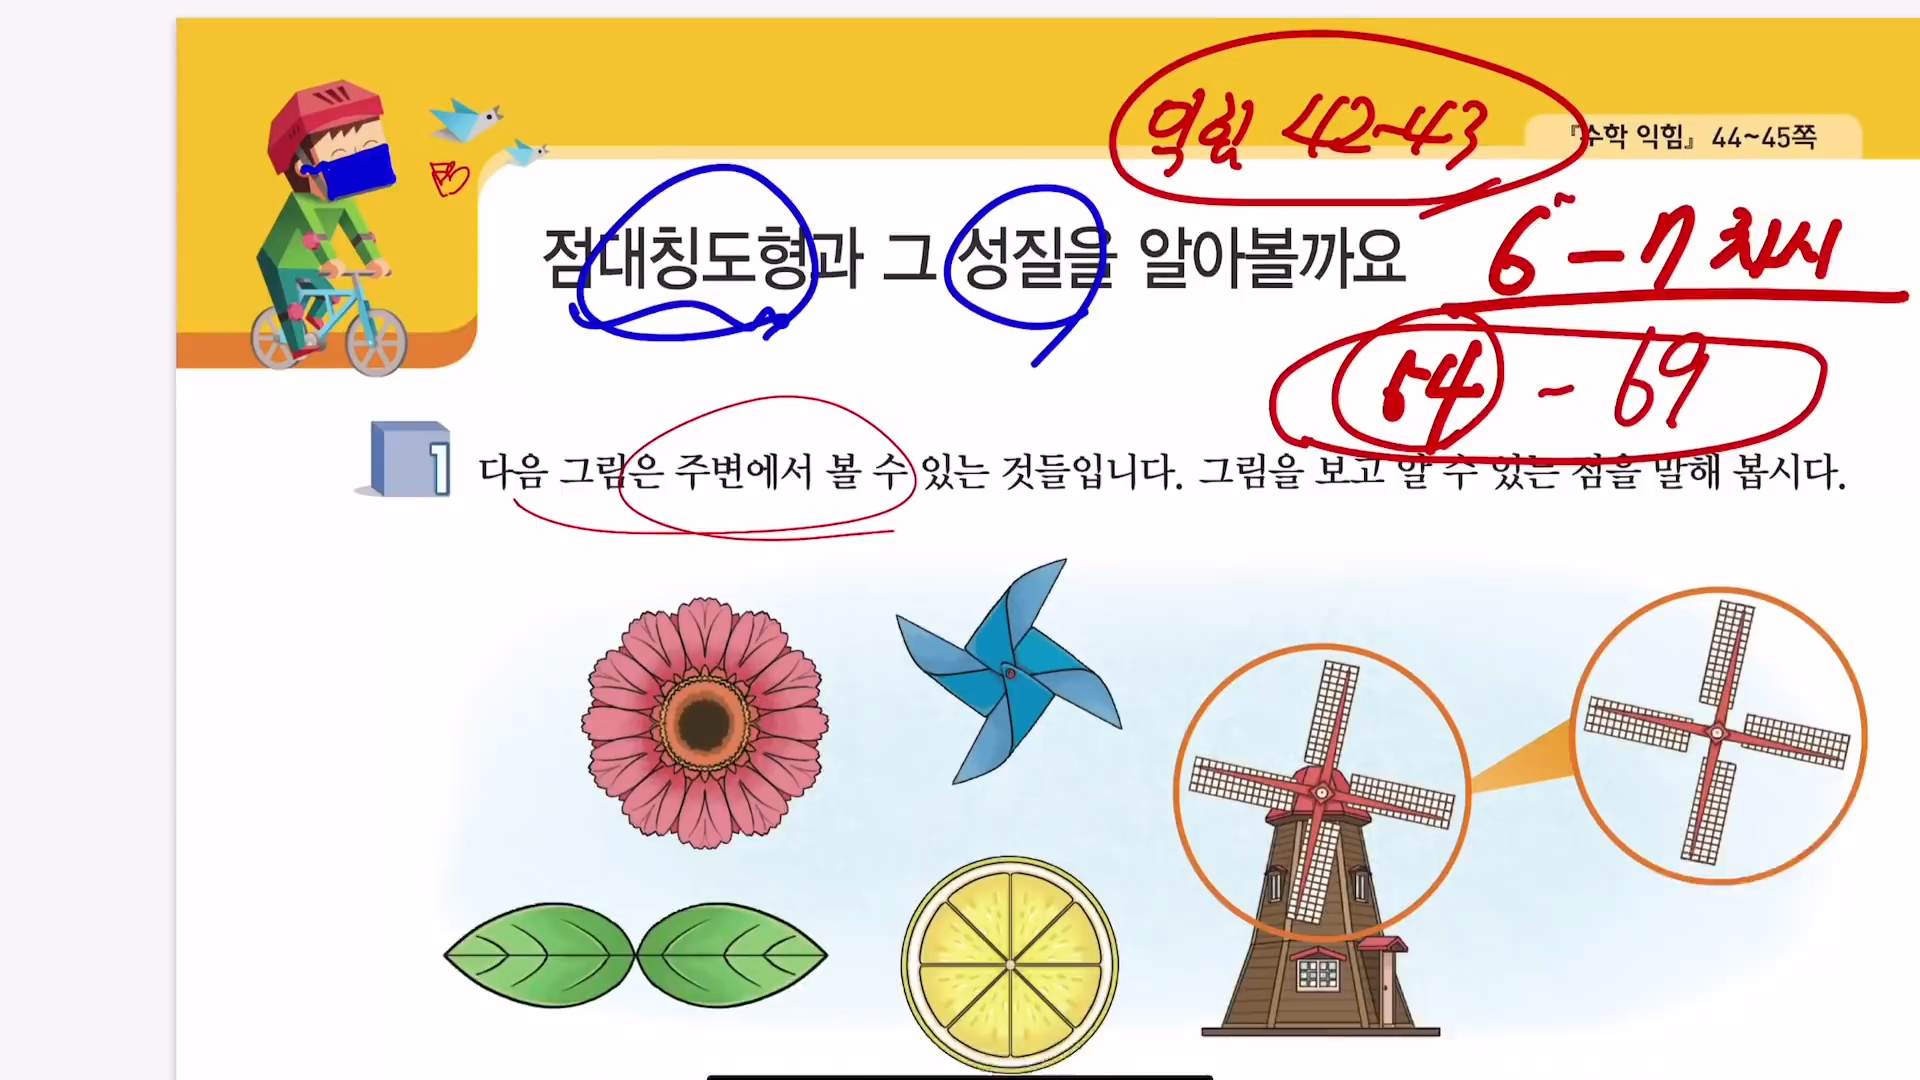 익힘 42~43
『수학 익힘』 44~45쪽
점대칭도형과 그 성질을 알아볼까요
6-7 차시
64-69
1 다음 그림은 주변에서 볼 수 있는 것들입니다. 그림을 보고 알 수 있는 점을 말해 봅시다.